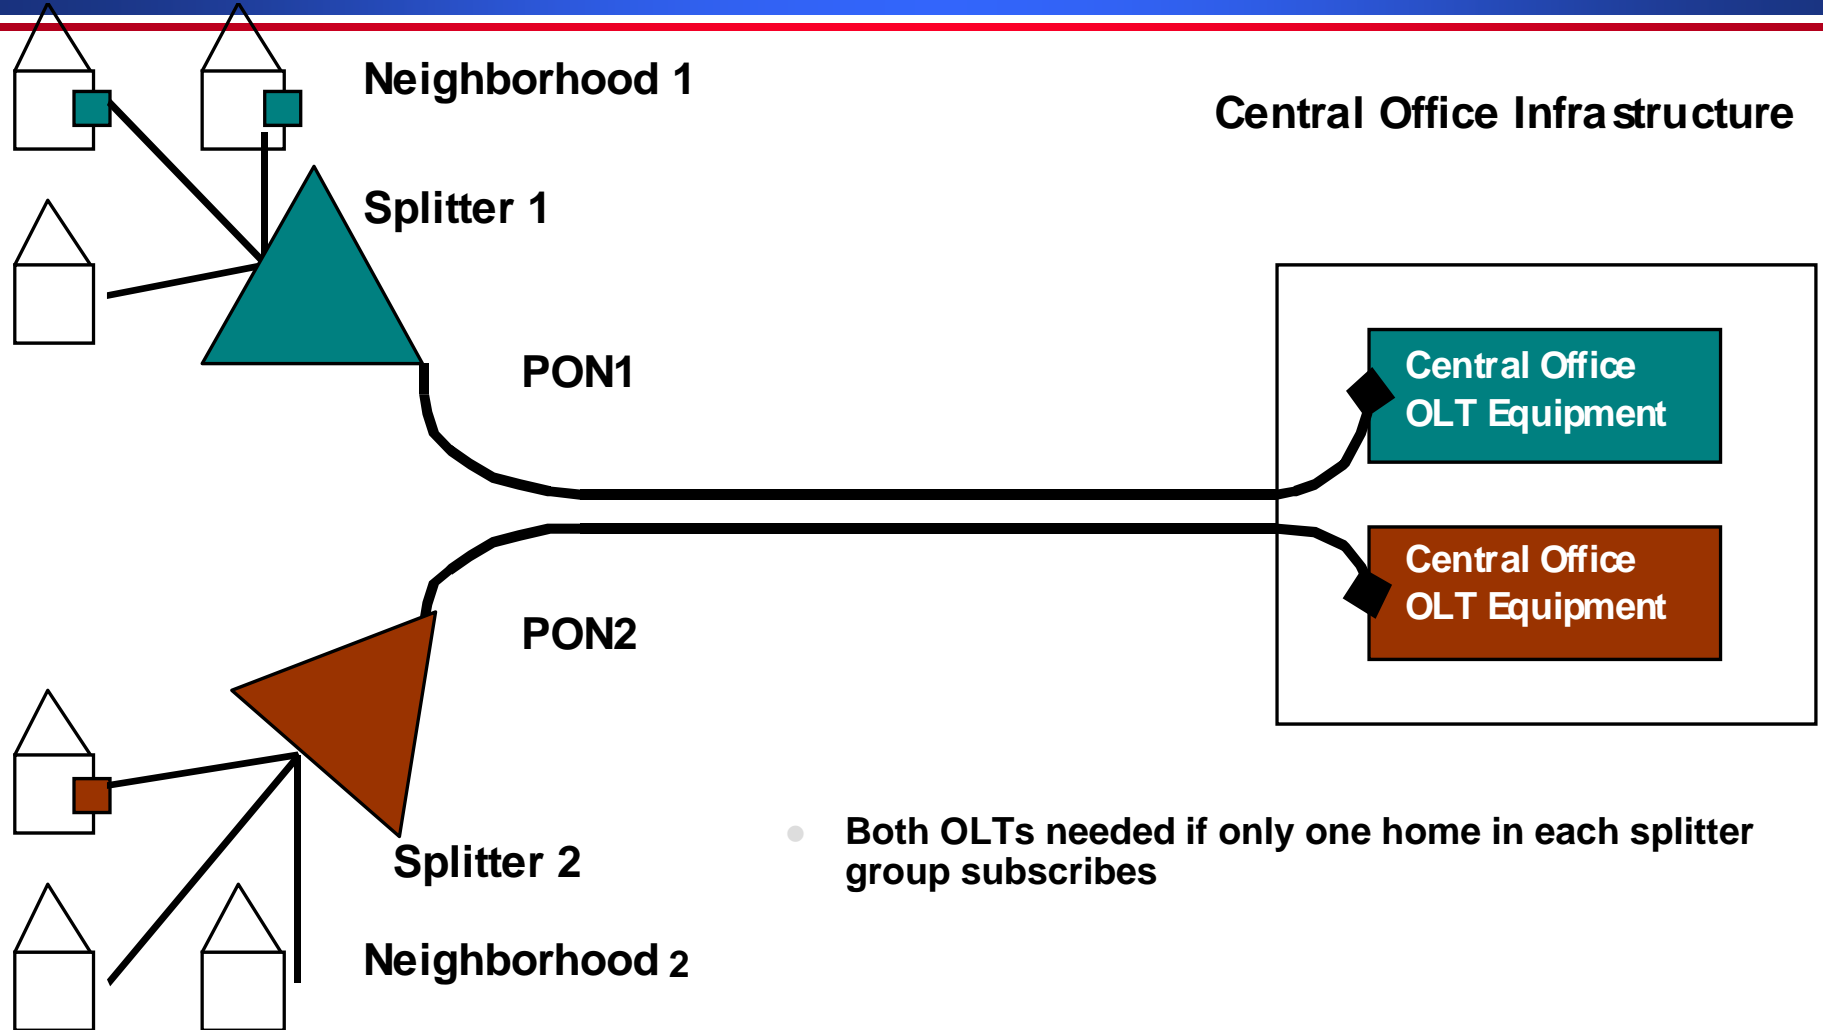 Neighborhood 1
Central Office Infrastructure
Splitter 1
PON1
Central Office
OLT Equipment
Central Office
OLT Equipment
PON2
Both OLTs needed if only one home in each splitter
group subscribes
Splitter 2
Neighborhood 2